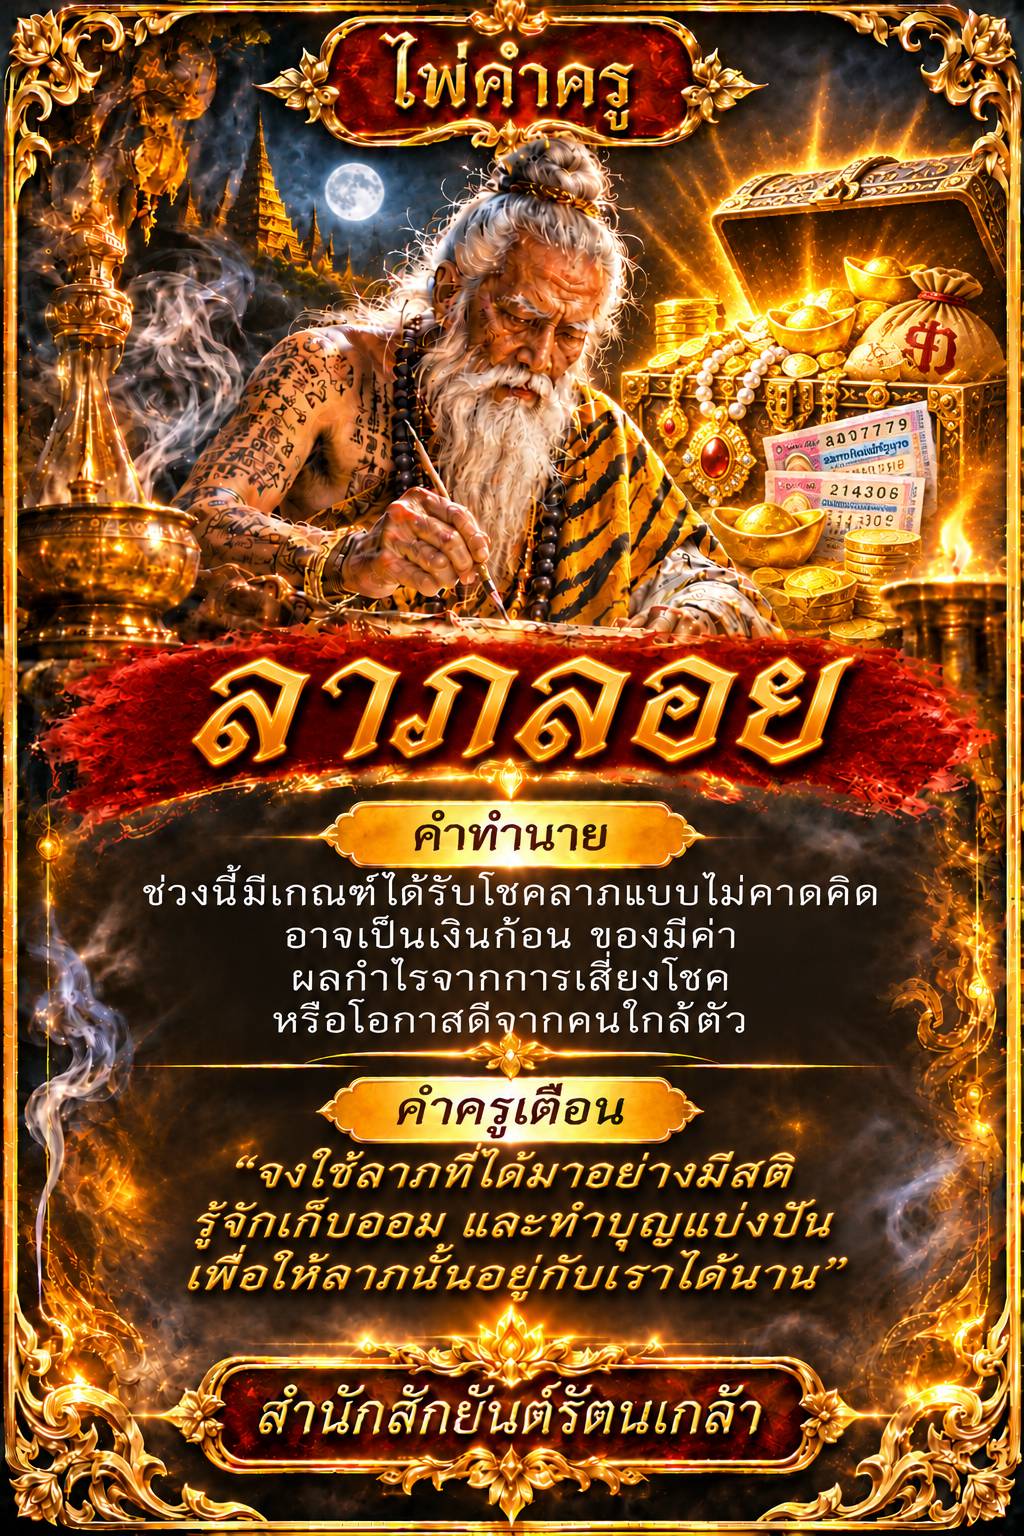 ไพ่คำครู
ล007779
214306
ลาภลอย
คำทำนาย
ช่วงนี้มีเกณฑ์ได้รับโชคลาภแบบไม่คาดคิด
อาจเป็นเงินก้อน ของมีค่า
ผลกำไรจากการเสี่ยงโชค
หรือโอกาสดีจากคนใกล้ตัว
คำครูเตือน
“จงใช้ลาภที่ได้มาอย่างมีสติ
รู้จักเก็บออม และทำบุญแบ่งปัน
เพื่อให้ลาภนั้นอยู่กับเราได้นาน”
สำนักสักยันต์รัตนเกล้า